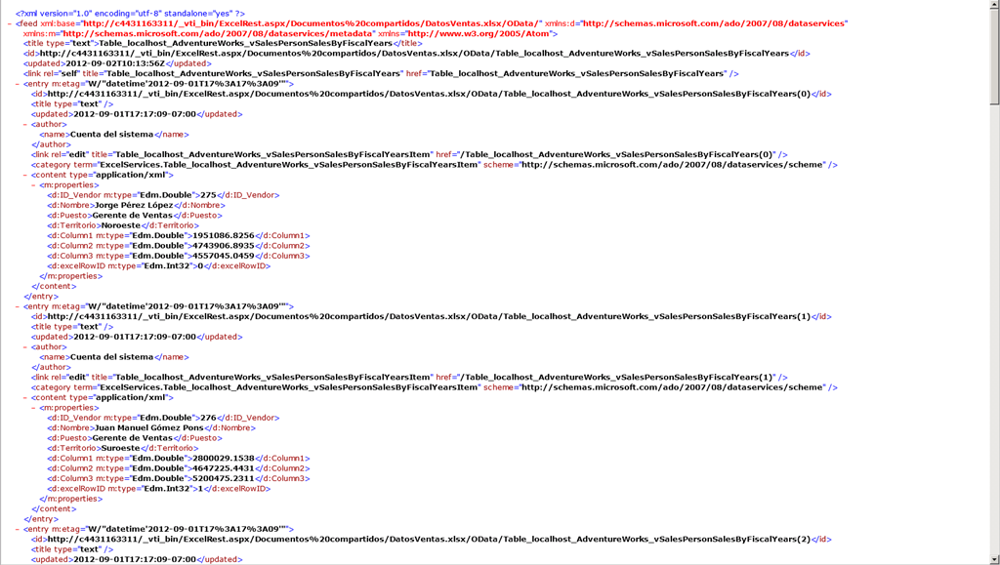 <?xml version="1.0" encoding="utf-8" standalone="yes" ?>
- <feed xml:base="http://c4431163311/_vti_bin/ExcelRest.aspx/Documentos%20compartidos/DatosVentas.xlsx/OData/" xmlns:d="http://schemas.microsoft.com/ado/2007/08/dataservices"
xmlns:m="http://schemas.microsoft.com/ado/2007/08/dataservices/metadata" xmlns="http://www.w3.org/2005/Atom">
<title type="text">Table_localhost_AdventureWorks_vSalesPersonSalesByFiscalYears</title>
<id>http://c4431163311/_vti_bin/ExcelRest.aspx/Documentos%20compartidos/DatosVentas.xlsx/OData/Table_localhost_AdventureWorks_vSalesPersonSalesByFiscalYears</id>
<updated>2012-09-02T10:13:56Z</updated>
<link rel="self" title="Table_localhost_AdventureWorks_vSalesPersonSalesByFiscalYears" href="Table_localhost_AdventureWorks_vSalesPersonSalesByFiscalYears" />
- <entry m:etag="W/"datetime'2012-09-01T17%3A17%3A09'"">
<id>http://c4431163311/_vti_bin/ExcelRest.aspx/Documentos%20compartidos/DatosVentas.xlsx/OData/Table_localhost_AdventureWorks_vSalesPersonSalesByFiscalYears(0)</id>
<title type="text" />
<updated>2012-09-01T17:17:09-07:00</updated>
- <author>
<name>Cuenta del sistema</name>
</author>
<link rel="edit" title="Table_localhost_AdventureWorks_vSalesPersonSalesByFiscalYearsItem" href="/Table_localhost_AdventureWorks_vSalesPersonSalesByFiscalYears(0)" />
<category term="ExcelServices.Table_localhost_AdventureWorks_vSalesPersonSalesByFiscalYearsItem" scheme="http://schemas.microsoft.com/ado/2007/08/dataservices/scheme" />
- <content type="application/xml">
- <m:properties>
<d:ID_Vendor m:type="Edm.Double">275</d:ID_Vendor>
<d:Nombre>Jorge Pérez López</d:Nombre>
<d:Puesto>Gerente de Ventas</d:Puesto>
<d:Territorio>Noroeste</d:Territorio>
<d:Column1 m:type="Edm.Double">1951086.8256</d:Column1>
<d:Column2 m:type="Edm.Double">4743906.8935</d:Column2>
<d:Column3 m:type="Edm.Double">4557045.0459</d:Column3>
<d:excelRowID m:type="Edm.Int32">0</d:excelRowID>
</m:properties>
</content>
</entry>
- <entry m:etag="W/"datetime'2012-09-01T17%3A17%3A09'"">
<id>http://c4431163311/_vti_bin/ExcelRest.aspx/Documentos%20compartidos/DatosVentas.xlsx/OData/Table_localhost_AdventureWorks_vSalesPersonSalesByFiscalYears(1)</id>
<title type="text" />
<updated>2012-09-01T17:17:09-07:00</updated>
- <author>
<name>Cuenta del sistema</name>
</author>
<link rel="edit" title="Table_localhost_AdventureWorks_vSalesPersonSalesByFiscalYearsItem" href="/Table_localhost_AdventureWorks_vSalesPersonSalesByFiscalYears(1)" />
<category term="ExcelServices.Table_localhost_AdventureWorks_vSalesPersonSalesByFiscalYearsItem" scheme="http://schemas.microsoft.com/ado/2007/08/dataservices/scheme" />
- <content type="application/xml">
- <m:properties>
<d:ID_Vendor m:type="Edm.Double">276</d:ID_Vendor>
<d:Nombre>Juan Manuel Gómez Pons</d:Nombre>
<d:Puesto>Gerente de Ventas</d:Puesto>
<d:Territorio>Suroeste</d:Territorio>
<d:Column1 m:type="Edm.Double">2800029.1538</d:Column1>
<d:Column2 m:type="Edm.Double">4647225.4431</d:Column2>
<d:Column3 m:type="Edm.Double">5200475.2311</d:Column3>
<d:excelRowID m:type="Edm.Int32">1</d:excelRowID>
</m:properties>
</content>
</entry>
- <entry m:etag="W/"datetime'2012-09-01T17%3A17%3A09'"">
<id>http://c4431163311/_vti_bin/ExcelRest.aspx/Documentos%20compartidos/DatosVentas.xlsx/OData/Table_localhost_AdventureWorks_vSalesPersonSalesByFiscalYears(2)</id>
<title type="text" />
<updated>2012-09-01T17:17:09-07:00</updated>